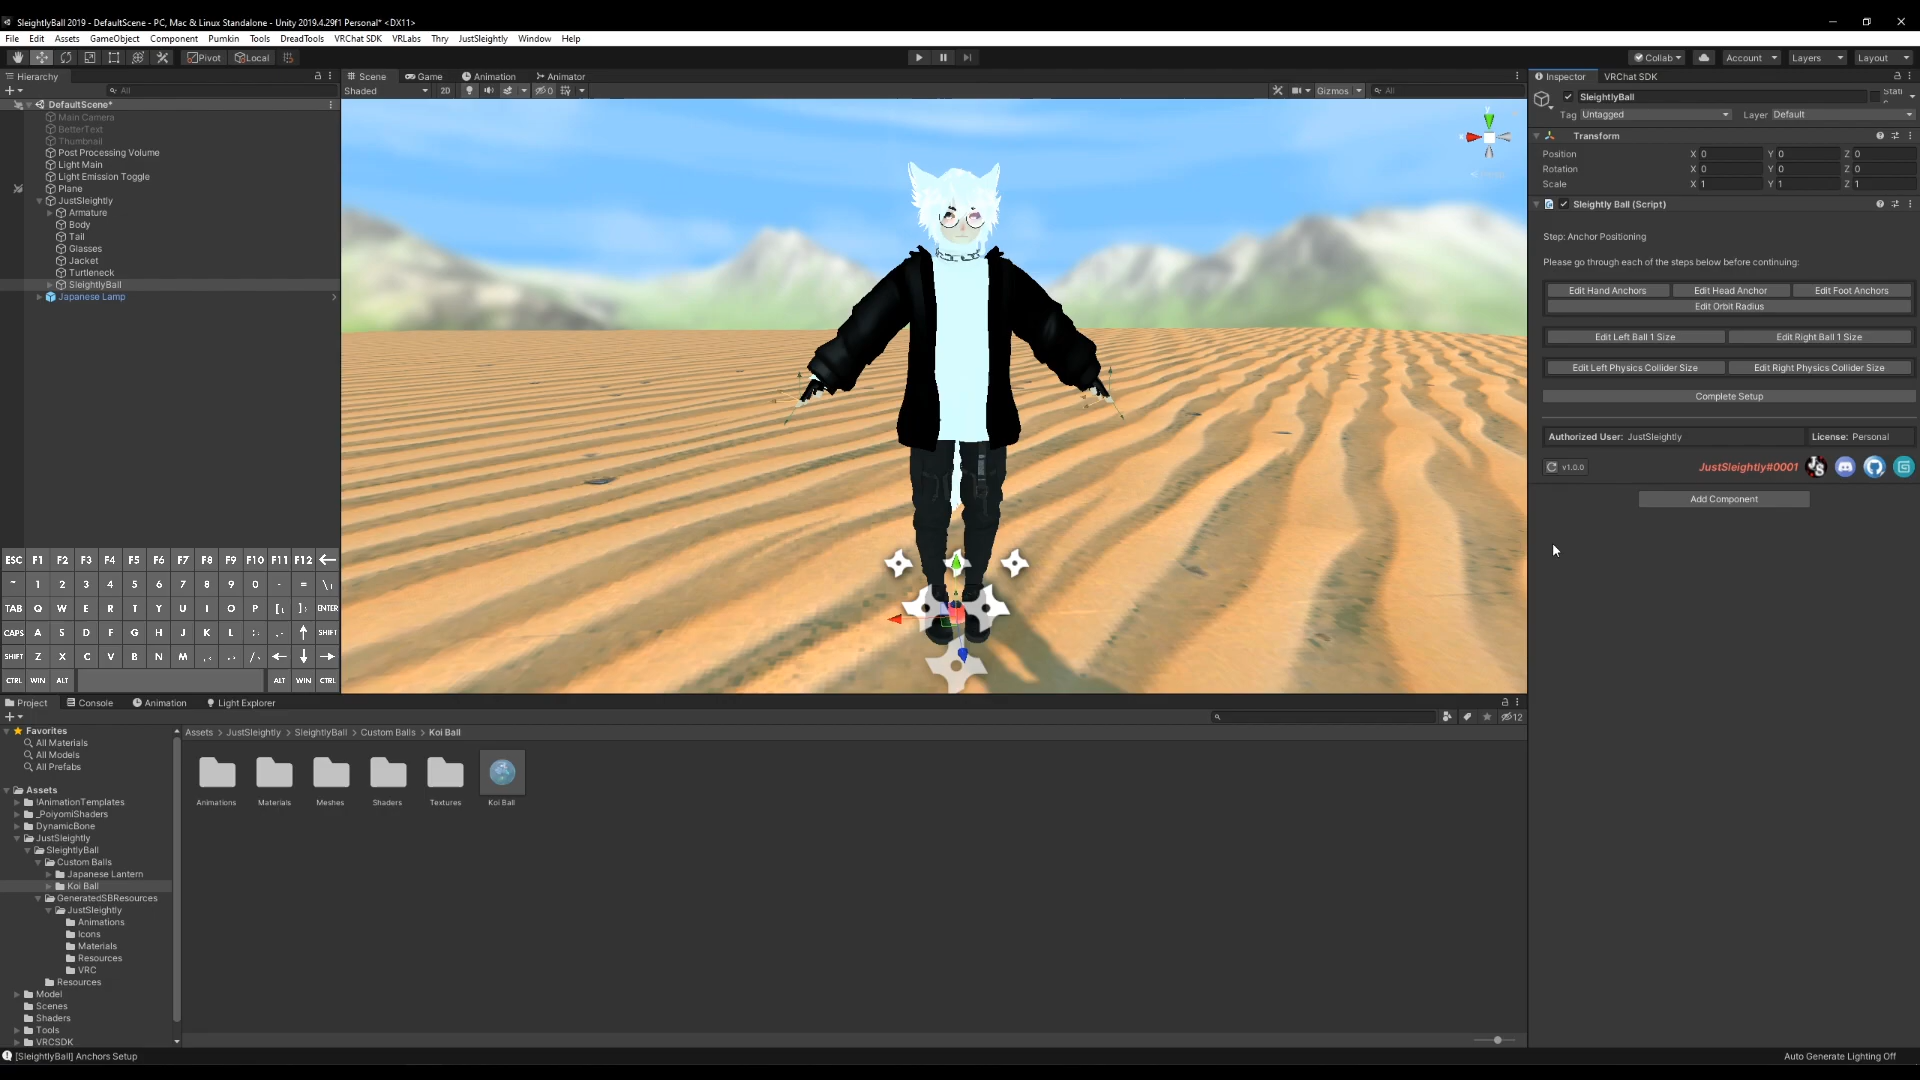 SleightlyBall 2019 - DefaultScene - PC, Mac & Linux Standalone - Unity 2019.4.29f1 Personal* <DX11>
File Edit Assets GameObject Component Pumkin Tools DreadTools VRChat SDK VRLabs Thry JustSleightly Window Help
Pivot Local Collab Account Layers Layout
Hierarchy Scene Game Animation Animator Inspector VRChat SDK
All Shaded 2D 0 Gizmos All
DefaultScene*
Main Camera
BetterText
Thumbnail
Post Processing Volume
Light Main
Light Emission Toggle
Plane
JustSleightly
Armature
Body
Tail
Glasses
Jacket
Turtleneck
SleightlyBall
Japanese Lamp
SleightlyBall Stati c
Tag Untagged Layer Default
Transform
Position X 0 Y 0 Z 0
Rotation X 0 Y 0 Z 0
Scale X 1 Y 1 Z 1
Sleightly Ball (Script)
Step: Anchor Positioning
Please go through each of the steps below before continuing:
Edit Hand Anchors Edit Head Anchor Edit Foot Anchors
Edit Orbit Radius
Edit Left Ball 1 Size Edit Right Ball 1 Size
Edit Left Physics Collider Size Edit Right Physics Collider Size
Complete Setup
Authorized User: JustSleightly License: Personal
v1.0.0 JustSleightly#0001
Add Component
ESC F1 F2 F3 F4 F5 F6 F7 F8 F9 F10 F11 F12
~ 1 2 3 4 5 6 7 8 9 0 - = \
TAB Q W E R T Y U I O P [ ] ENTER
CAPS A S D F G H J K L SHIFT
SHIFT Z X C V B N M
CTRL WIN ALT ALT WIN CTRL
Project Console Animation Light Explorer
12
Favorites
All Materials
All Models
All Prefabs
Assets
!AnimationTemplates
_PoiyomiShaders
DynamicBone
JustSleightly
SleightlyBall
Custom Balls
Japanese Lantern
Koi Ball
GeneratedSBResources
JustSleightly
Animations
Icons
Materials
Resources
VRC
Resources
Model
Scenes
Shaders
Tools
VRCSDK
Assets > JustSleightly > SleightlyBall > Custom Balls > Koi Ball
Animations Materials Meshes Shaders Textures Koi Ball
[SleightlyBall] Anchors Setup
Auto Generate Lighting Off